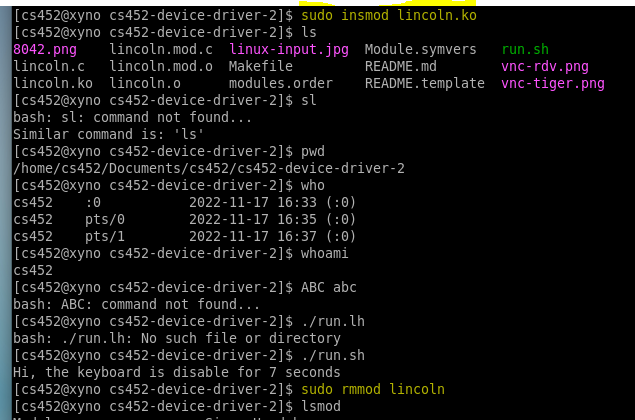 [cs452@xyno cs452-device-driver-2]$ sudo insmod lincoln.ko
[cs452@xyno cs452-device-driver-2]$ ls
8042.png lincoln.mod.c linux-input.jpg Module.symvers run.sh
lincoln.c lincoln.mod.o Makefile README.md vnc-rdv.png
lincoln.ko lincoln.o modules.order README.template vnc-tiger.png
[cs452@xyno cs452-device-driver-2]$ sl
bash: sl: command not found...
Similar command is: 'ls'
[cs452@xyno cs452-device-driver-2]$ pwd
/home/cs452/Documents/cs452/cs452-device-driver-2
[cs452@xyno cs452-device-driver-2]$ who
cs452 :0 2022-11-17 16:33 (:0)
cs452 pts/0 2022-11-17 16:35 (:0)
cs452 pts/1 2022-11-17 16:37 (:0)
[cs452@xyno cs452-device-driver-2]$ whoami
cs452
[cs452@xyno cs452-device-driver-2]$ ABC abc
bash: ABC: command not found...
[cs452@xyno cs452-device-driver-2]$ ./run.lh
bash: ./run.lh: No such file or directory
[cs452@xyno cs452-device-driver-2]$ ./run.sh
Hi, the keyboard is disable for 7 seconds
[cs452@xyno cs452-device-driver-2]$ sudo rmmod lincoln
[cs452@xyno cs452-device-driver-2]$ lsmod